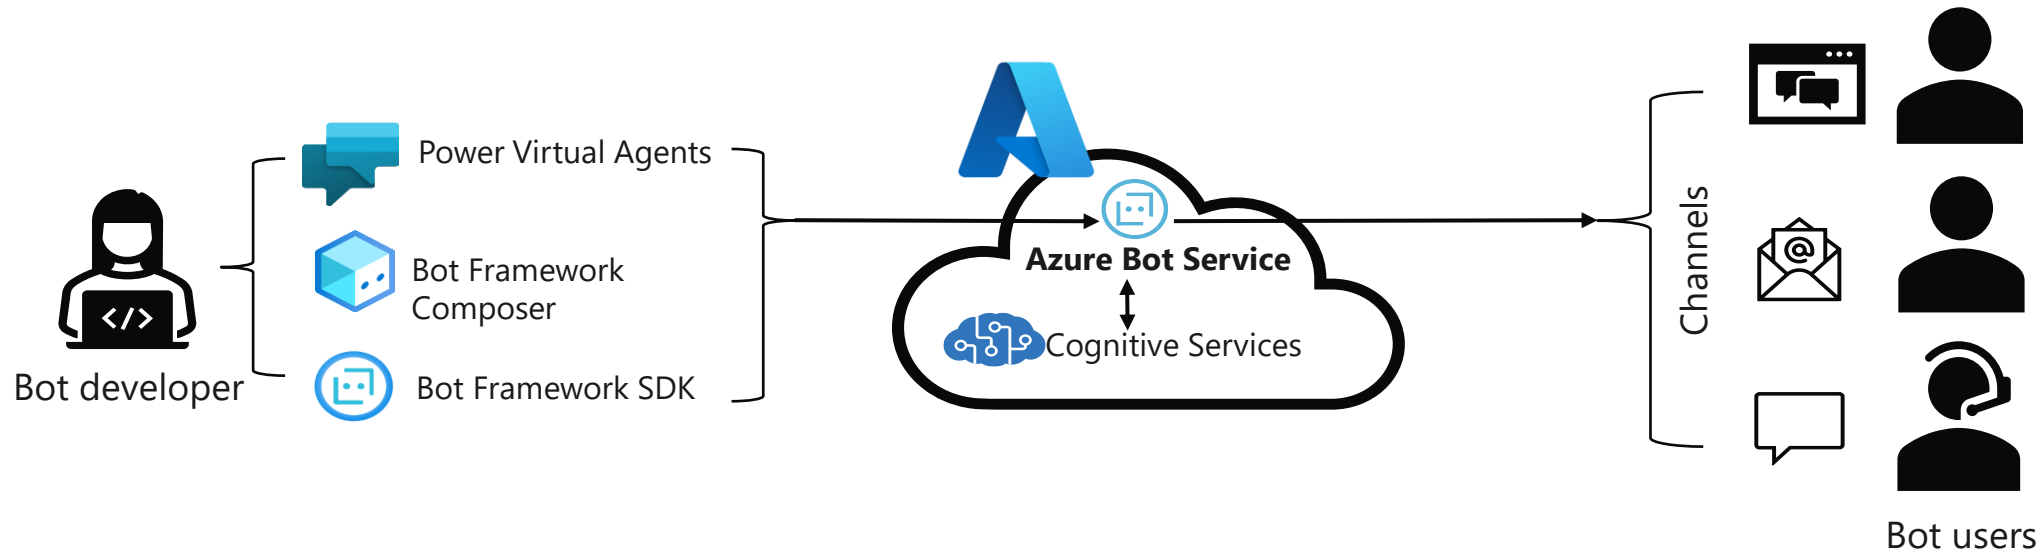 Bot developer
Power Virtual Agents
Bot Framework
Composer
Bot Framework SDK
Azure Bot Service
Cognitive Services
Channels
@
</>
Bot users